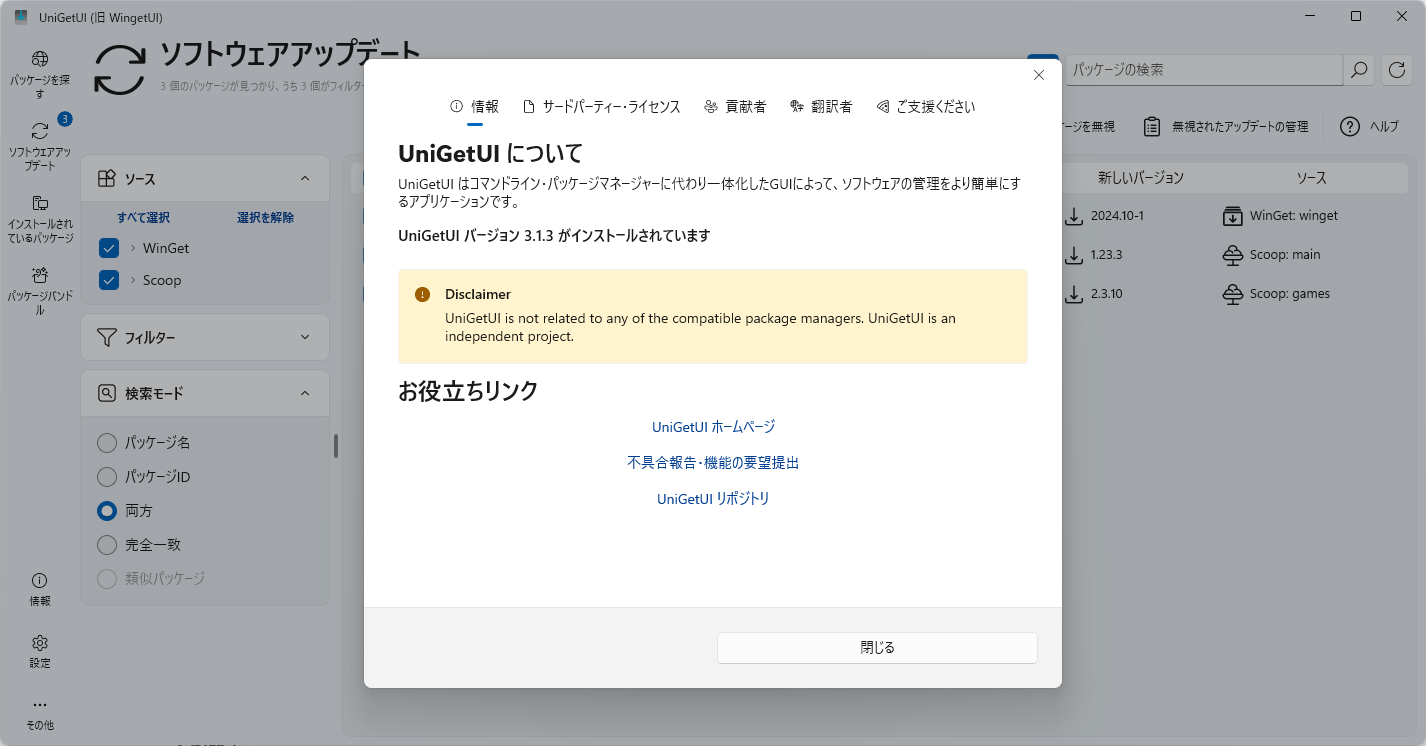 UniGetUI (旧 WingetUI)
パッケージを探
す
3
ソフトウェアアッ
プデート
インストールされ
ているパッケージ
パッケージバンド
ル
情報
設定
その他
ソフトウェアアップデート
3 個のパッケージが見つかり、うち 3 個がフィルター
パッケージの検索
ージを無視
無視されたアップデートの管理
ヘルプ
ソース
すべて選択
選択を解除
WinGet
Scoop
フィルター
検索モード
パッケージ名
パッケージID
両方
完全一致
類似パッケージ
新しいバージョン
ソース
2024.10-1
WinGet: winget
1.23.3
Scoop: main
2.3.10
Scoop: games
情報
サードパーティー・ライセンス
貢献者
翻訳者
ご支援ください
UniGetUI について
UniGetUI はコマンドライン・パッケージマネージャーに代わり一体化したGUIによって、ソフトウェアの管理をより簡単にす
るアプリケーションです。
UniGetUI バージョン 3.1.3 がインストールされています
Disclaimer
UniGetUI is not related to any of the compatible package managers. UniGetUI is an
independent project.
お役立ちリンク
UniGetUI ホームページ
不具合報告・機能の要望提出
UniGetUI リポジトリ
閉じる